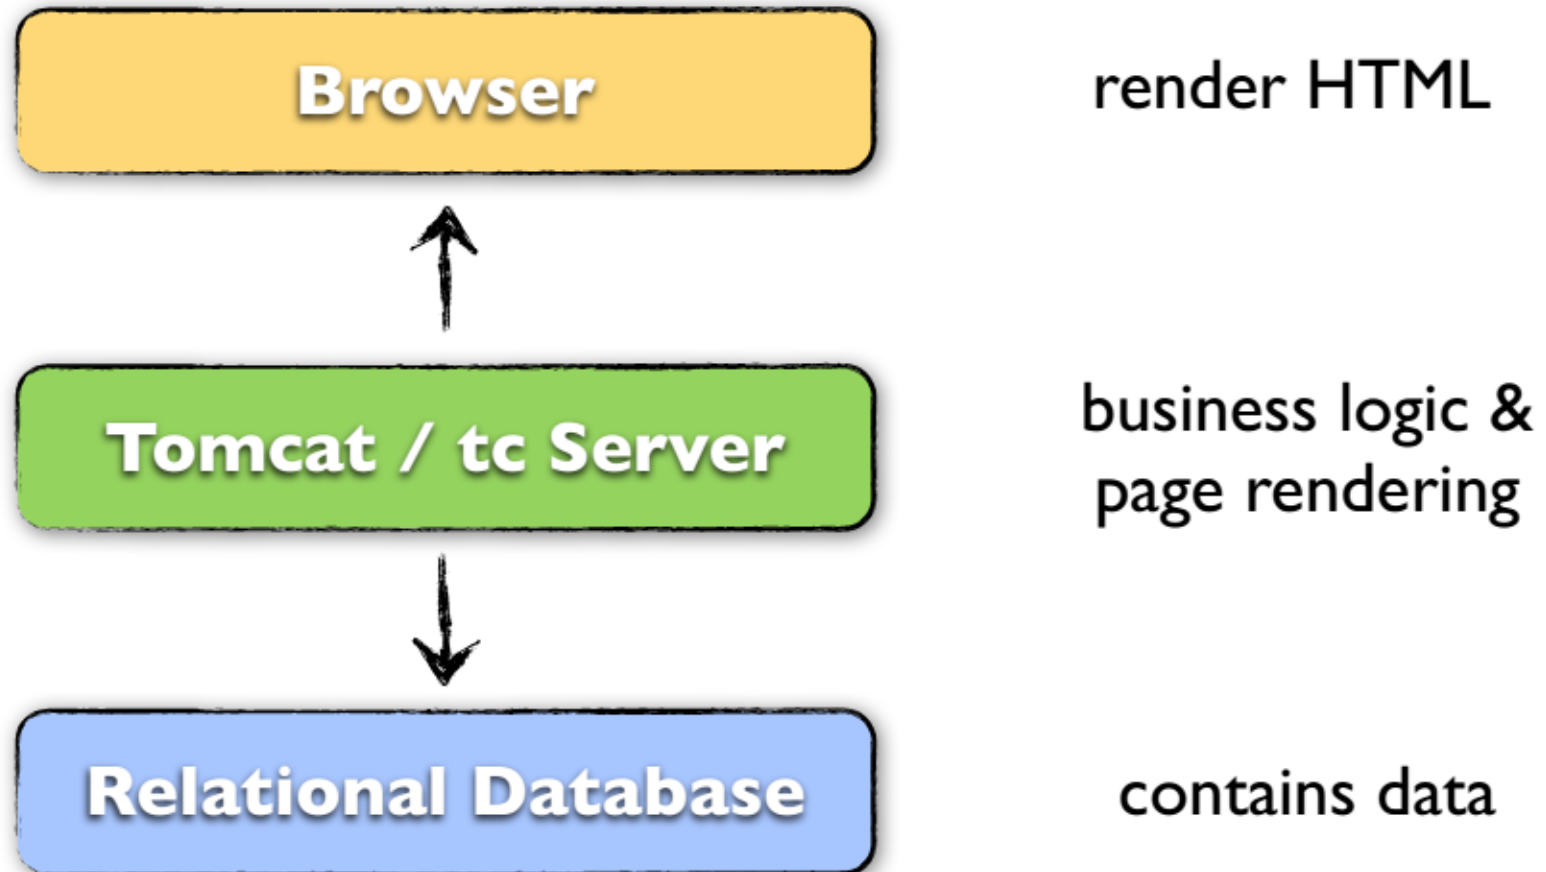 Browser
render HTML
Tomcat / tc Server
business logic &
page rendering
Relational Database
contains data